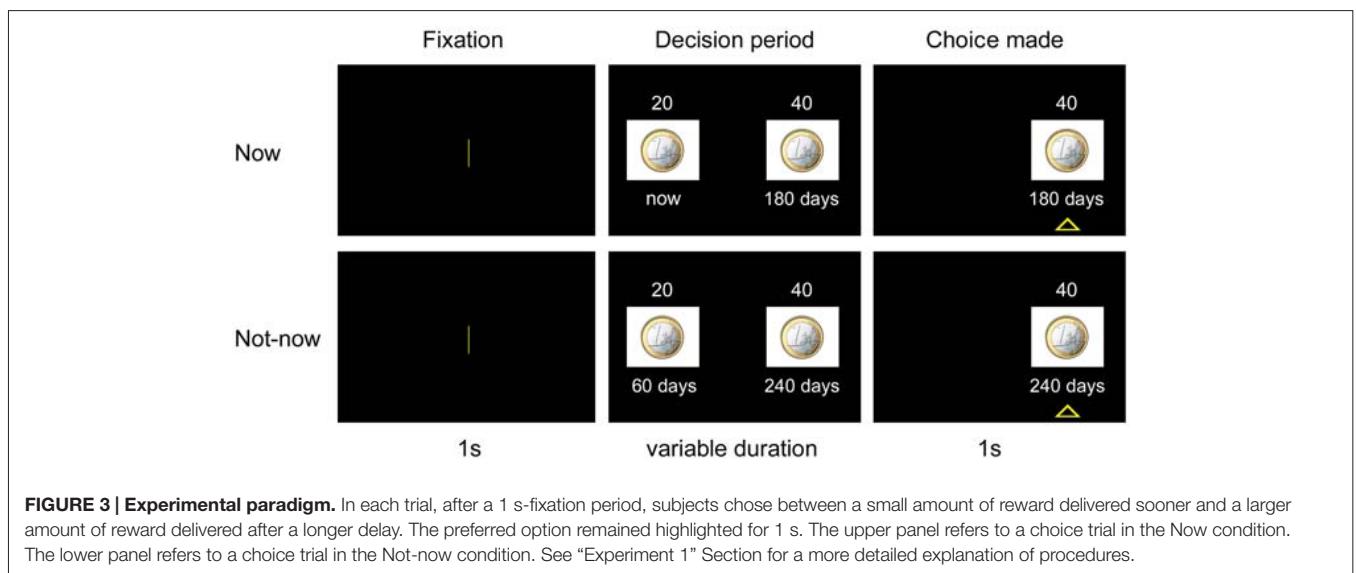 Fixation Decision period Choice made
Now
20 40 40
now 180 days 180 days
Not-now
20 40 40
60 days 240 days 240 days
1s variable duration 1s
FIGURE 3 | Experimental paradigm. In each trial, after a 1 s-fixation period, subjects chose between a small amount of reward delivered sooner and a larger
amount of reward delivered after a longer delay. The preferred option remained highlighted for 1 s. The upper panel refers to a choice trial in the Now condition.
The lower panel refers to a choice trial in the Not-now condition. See “Experiment 1” Section for a more detailed explanation of procedures.